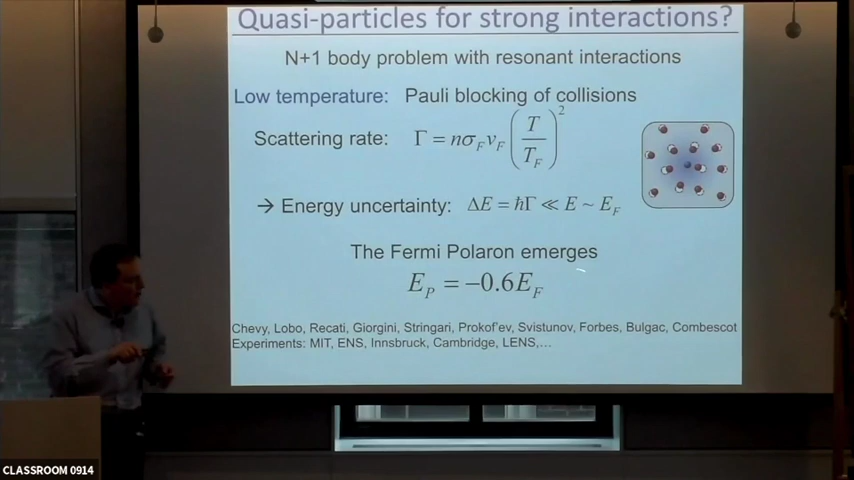 Quasi-particles for strong interactions?
N+1 body problem with resonant interactions
Low temperature: Pauli blocking of collisions
Scattering rate: Γ = nσ_F v_F (T/T_F)^2
→ Energy uncertainty: ΔE = ħΓ ≪ E ~ E_F
The Fermi Polaron emerges
E_P = −0.6E_F
Chevy, Lobo, Recati, Giorgini, Stringari, Prokof'ev, Svistunov, Forbes, Bulgac, Combescot
Experiments: MIT, ENS, Innsbruck, Cambridge, LENS,...
CLASSROOM 0914